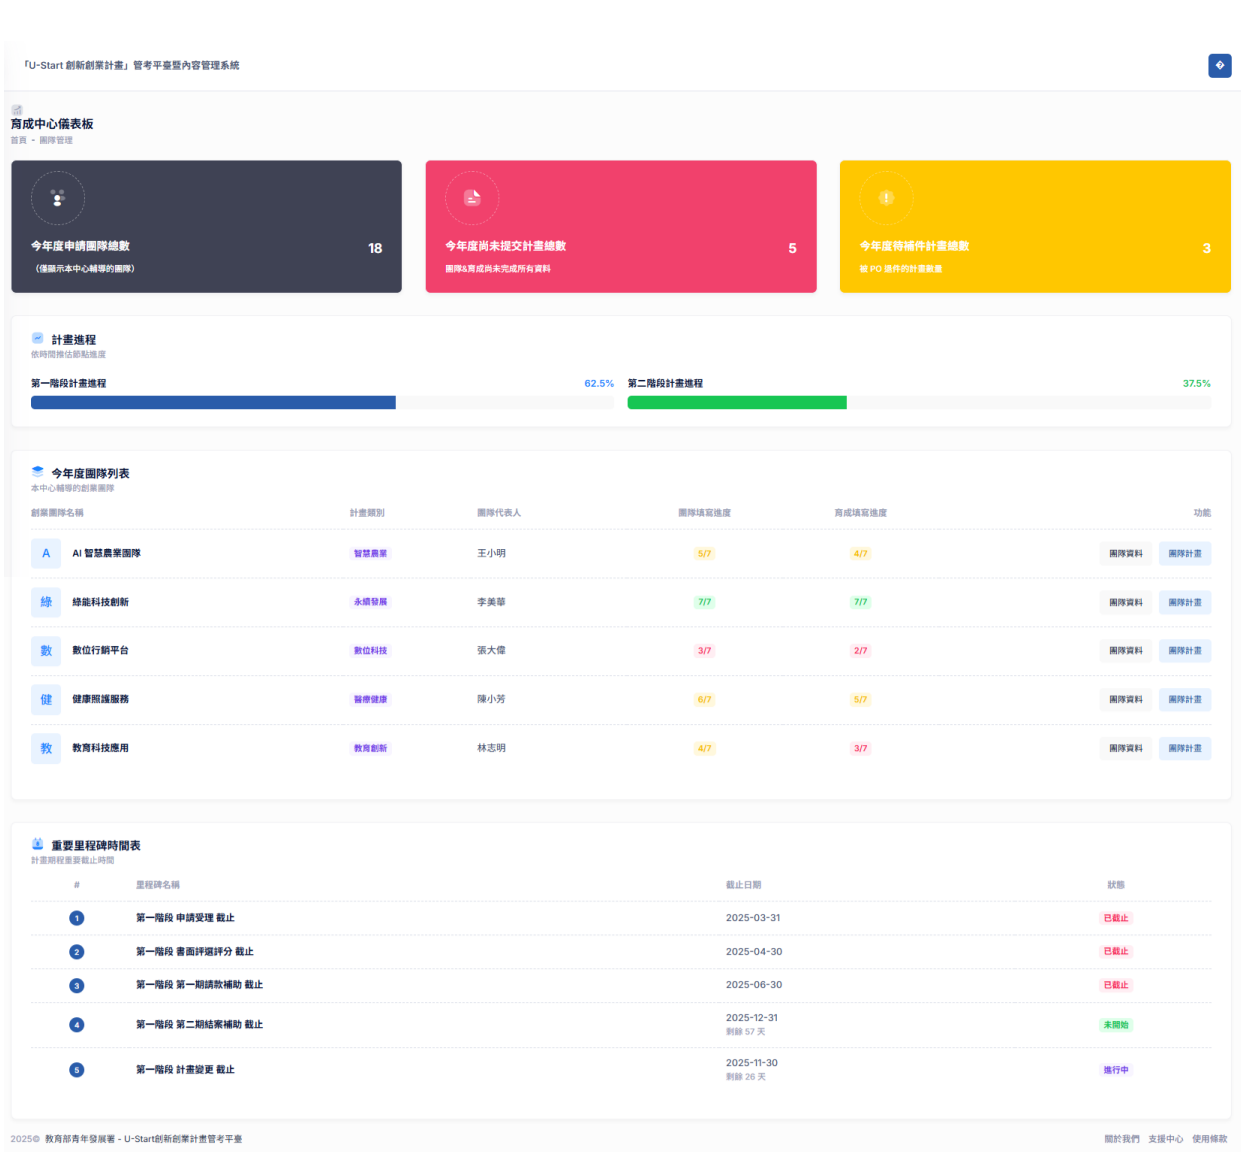 「U-Start 創新創業計畫」管考平臺暨內容管理系統
育成中心儀表板
首頁 - 團隊管理
今年度申請團隊總數 18
（僅顯示本中心輔導的團隊）
今年度尚未提交計畫總數 5
團隊&育成尚未完成所有資料
今年度待補件計畫總數 3
被 PO 退件的計畫數量
計畫進程
依時間推估節點進度
第一階段計畫進程 62.5%
第二階段計畫進程 37.5%
今年度團隊列表
本中心輔導的創業團隊
創業團隊名稱 計畫類別 團隊代表人 團隊填寫進度 育成填寫進度 功能
A AI 智慧農業團隊 智慧農業 王小明 5/7 4/7 團隊資料 團隊計畫
綠 綠能科技創新 永續發展 李美華 7/7 7/7 團隊資料 團隊計畫
數 數位行銷平台 數位科技 張大偉 3/7 2/7 團隊資料 團隊計畫
健 健康照護服務 醫療健康 陳小芳 6/7 5/7 團隊資料 團隊計畫
教 教育科技應用 教育創新 林志明 4/7 3/7 團隊資料 團隊計畫
重要里程碑時間表
計畫期程重要截止時間
# 里程碑名稱 截止日期 狀態
1 第一階段 申請受理 截止 2025-03-31 已截止
2 第一階段 書面評選評分 截止 2025-04-30 已截止
3 第一階段 第一期請款補助 截止 2025-06-30 已截止
4 第一階段 第二期結案補助 截止 2025-12-31 未開始
剩餘 57 天
5 第一階段 計畫變更 截止 2025-11-30 進行中
剩餘 26 天
2025© 教育部青年發展署 - U-Start創新創業計畫管考平臺
關於我們 支援中心 使用條款